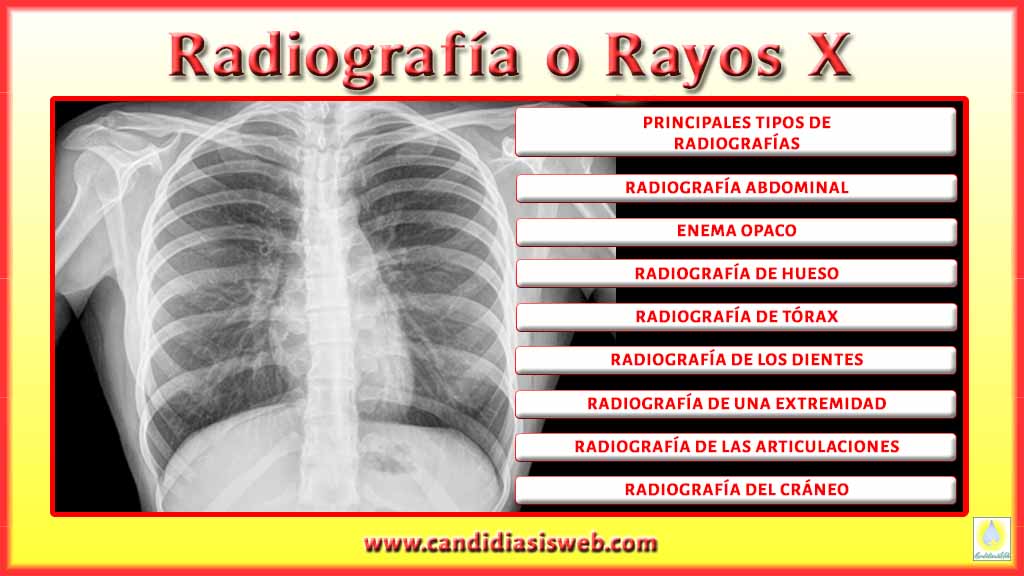 Radiografía o Rayos X
PRINCIPALES TIPOS DE
RADIOGRAFÍAS
RADIOGRAFÍA ABDOMINAL
ENEMA OPACO
RADIOGRAFÍA DE HUESO
RADIOGRAFÍA DE TÓRAX
RADIOGRAFÍA DE LOS DIENTES
RADIOGRAFÍA DE UNA EXTREMIDAD
RADIOGRAFÍA DE LAS ARTICULACIONES
RADIOGRAFÍA DEL CRÁNEO
www.candidiasisweb.com